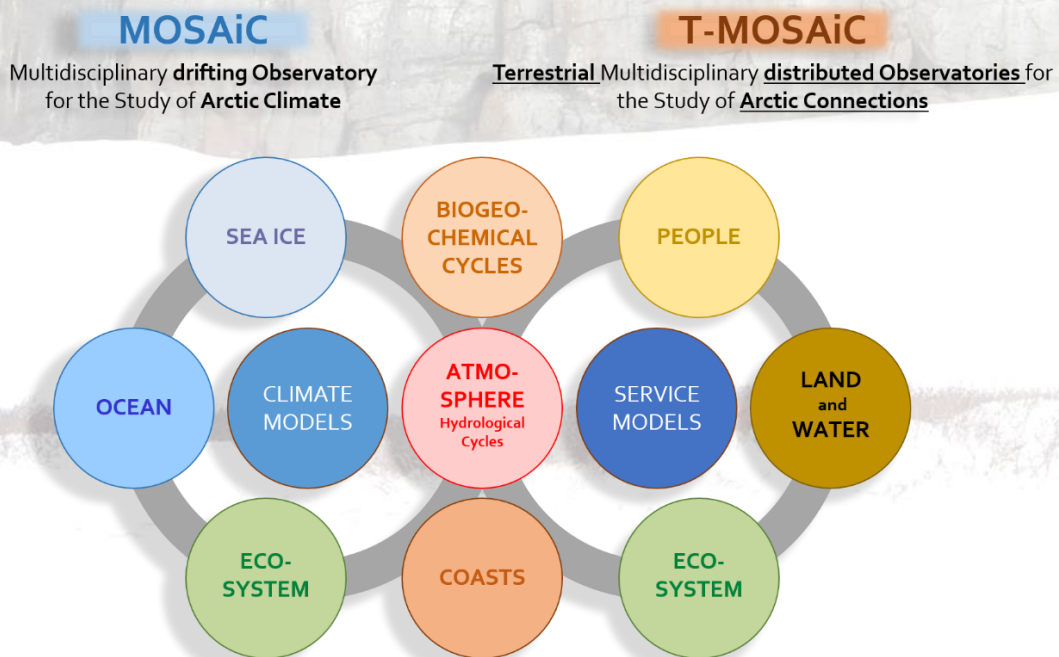 MOSAiC
Multidisciplinary drifting Observatory
for the Study of Arctic Climate
T-MOSAiC
Terrestrial Multidisciplinary distributed Observatories for
the Study of Arctic Connections
SEA ICE
BIOGEO-
CHEMICAL
CYCLES
PEOPLE
OCEAN
CLIMATE
MODELS
ATMO-
SPHERE
Hydrological
Cycles
SERVICE
MODELS
LAND
and
WATER
ECO-
SYSTEM
COASTS
ECO-
SYSTEM